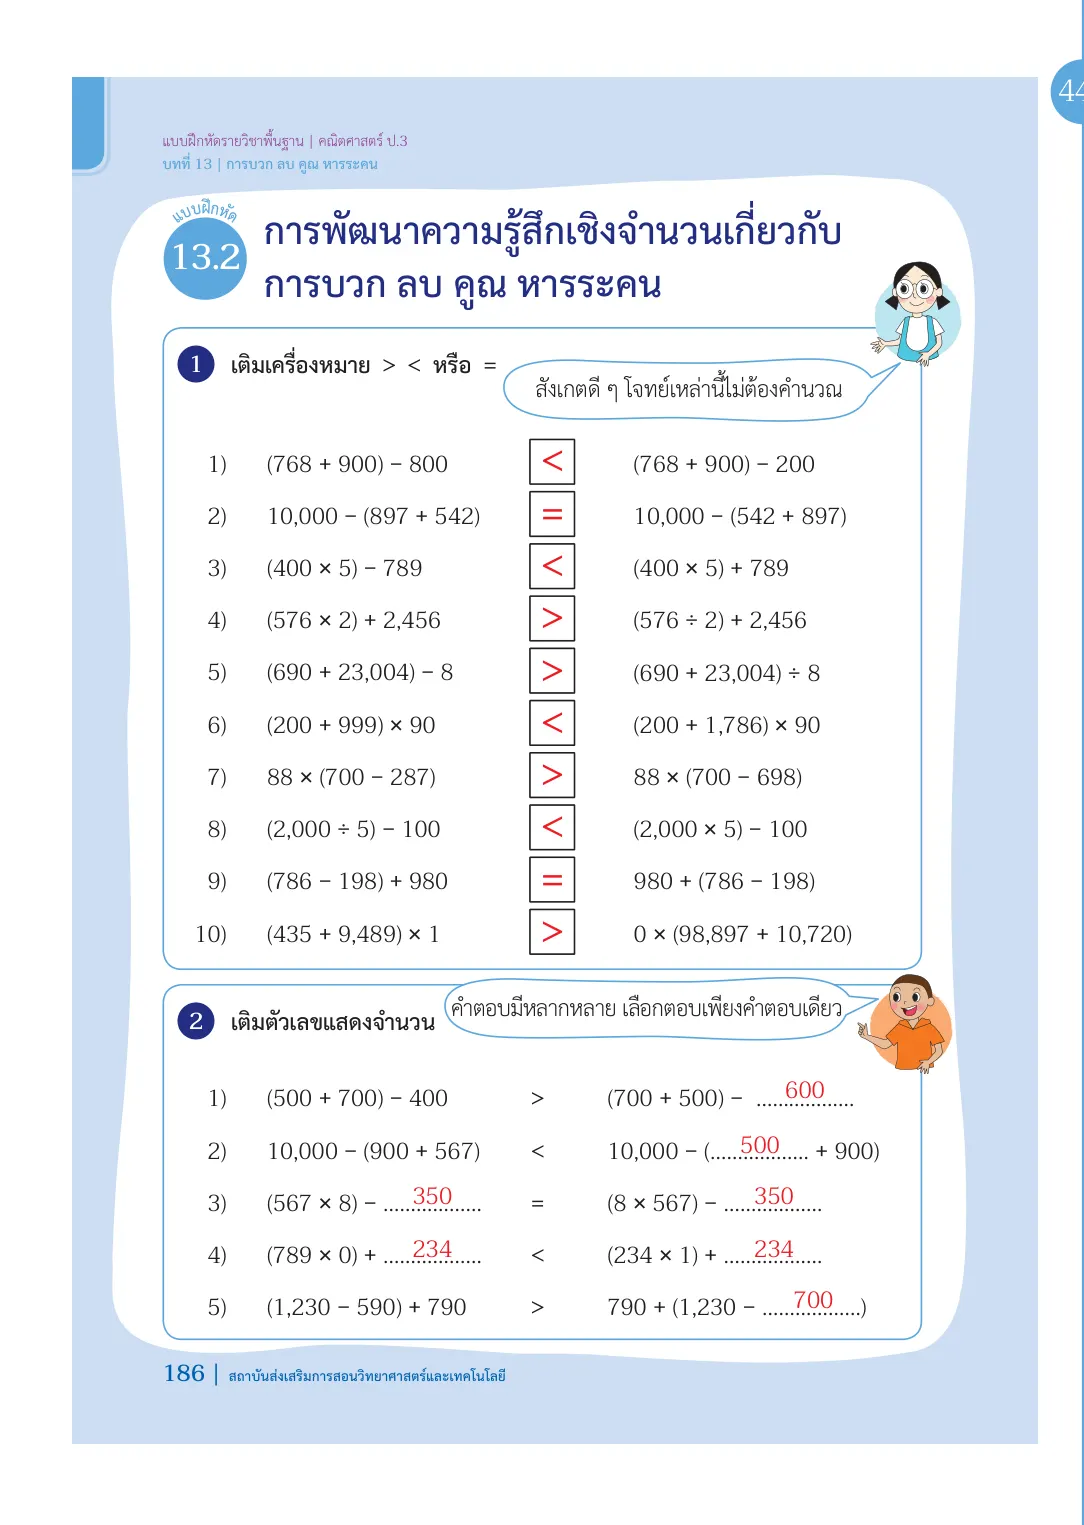 44
แบบฝึกหัดรายวิชาพื้นฐาน | คณิตศาสตร์ ป.3
บทที่ 13 | การบวก ลบ คูณ หารระคน
แบบฝึกหัด
13.2
การพัฒนาความรู้สึกเชิงจำนวนเกี่ยวกับ
การบวก ลบ คูณ หารระคน
1 เติมเครื่องหมาย > < หรือ =
สังเกตดี ๆ โจทย์เหล่านี้ไม่ต้องคำนวณ
1) (768 + 900) − 800 < (768 + 900) − 200
2) 10,000 − (897 + 542) = 10,000 − (542 + 897)
3) (400 × 5) − 789 < (400 × 5) + 789
4) (576 × 2) + 2,456 > (576 ÷ 2) + 2,456
5) (690 + 23,004) − 8 > (690 + 23,004) ÷ 8
6) (200 + 999) × 90 < (200 + 1,786) × 90
7) 88 × (700 − 287) > 88 × (700 − 698)
8) (2,000 ÷ 5) − 100 < (2,000 × 5) − 100
9) (786 − 198) + 980 = 980 + (786 − 198)
10) (435 + 9,489) × 1 > 0 × (98,897 + 10,720)
2 เติมตัวเลขแสดงจำนวน
คำตอบมีหลากหลาย เลือกตอบเพียงคำตอบเดียว
1) (500 + 700) − 400 > (700 + 500) − 600
2) 10,000 − (900 + 567) < 10,000 − (500 + 900)
3) (567 × 8) − 350 = (8 × 567) − 350
4) (789 × 0) + 234 < (234 × 1) + 234
5) (1,230 − 590) + 790 > 790 + (1,230 − 700)
186 | สถาบันส่งเสริมการสอนวิทยาศาสตร์และเทคโนโลยี